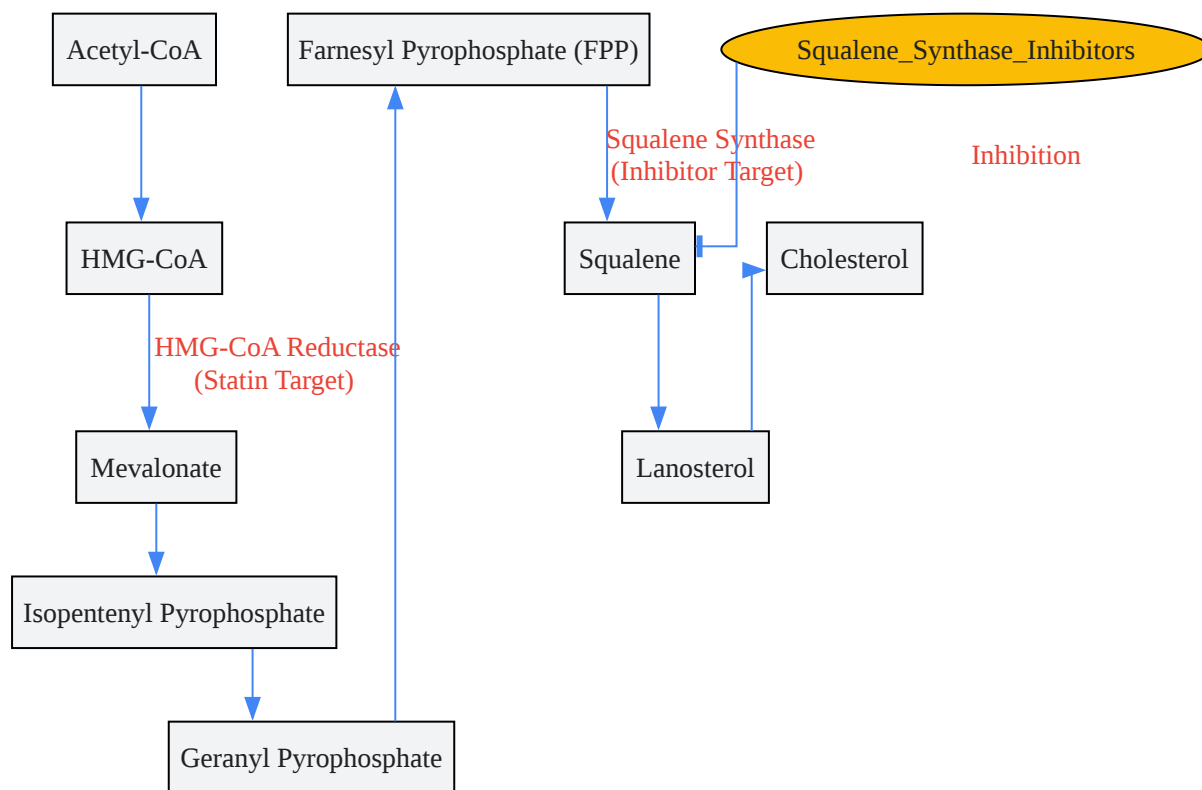 Acetyl-CoA
Farnesyl Pyrophosphate (FPP)
Squalene_Synthase_Inhibitors
Squalene Synthase
(Inhibitor Target)
Inhibition
HMG-CoA
Squalene
Cholesterol
HMG-CoA Reductase
(Statin Target)
Mevalonate
Lanosterol
Isopentenyl Pyrophosphate
Geranyl Pyrophosphate